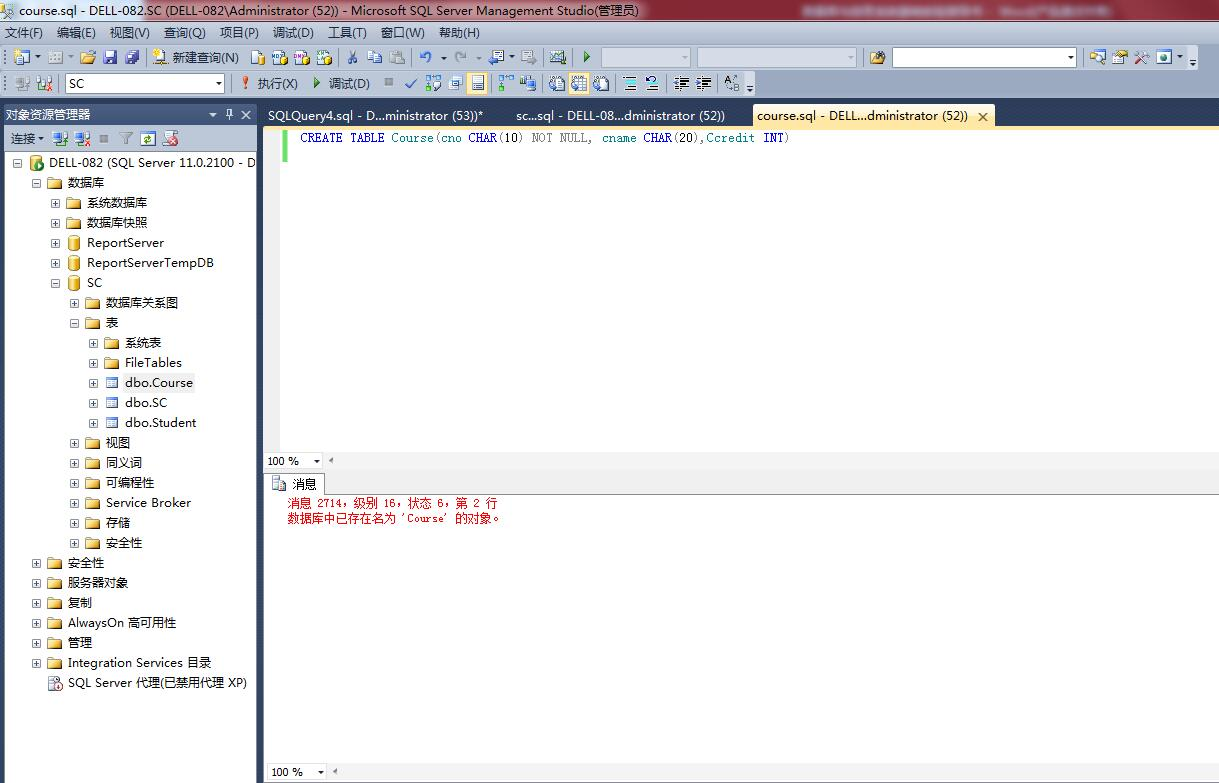 course.sql - DELL-082.SC (DELL-082\Administrator (52)) - Microsoft SQL Server Management Studio(管理员)
文件(F) 编辑(E) 视图(V) 查询(Q) 项目(P) 调试(D) 工具(T) 窗口(W) 帮助(H)
新建查询(N)
SC 执行(X) 调试(D)
对象资源管理器
SQLQuery4.sql - D...ministrator (53))* sc...sql - DELL-08...dministrator (52)) course.sql - DELL...dministrator (52))
连接
CREATE TABLE Course(cno CHAR(10) NOT NULL, cname CHAR(20),Ccredit INT)
DELL-082 (SQL Server 11.0.2100 - D
数据库
系统数据库
数据库快照
ReportServer
ReportServerTempDB
SC
数据库关系图
表
系统表
FileTables
dbo.Course
dbo.SC
dbo.Student
视图
同义词
可编程性
Service Broker
存储
安全性
安全性
服务器对象
复制
AlwaysOn 高可用性
管理
Integration Services 目录
SQL Server 代理(已禁用代理 XP)
100 %
消息
消息 2714，级别 16，状态 6，第 2 行
数据库中已存在名为 'Course' 的对象。
100 %